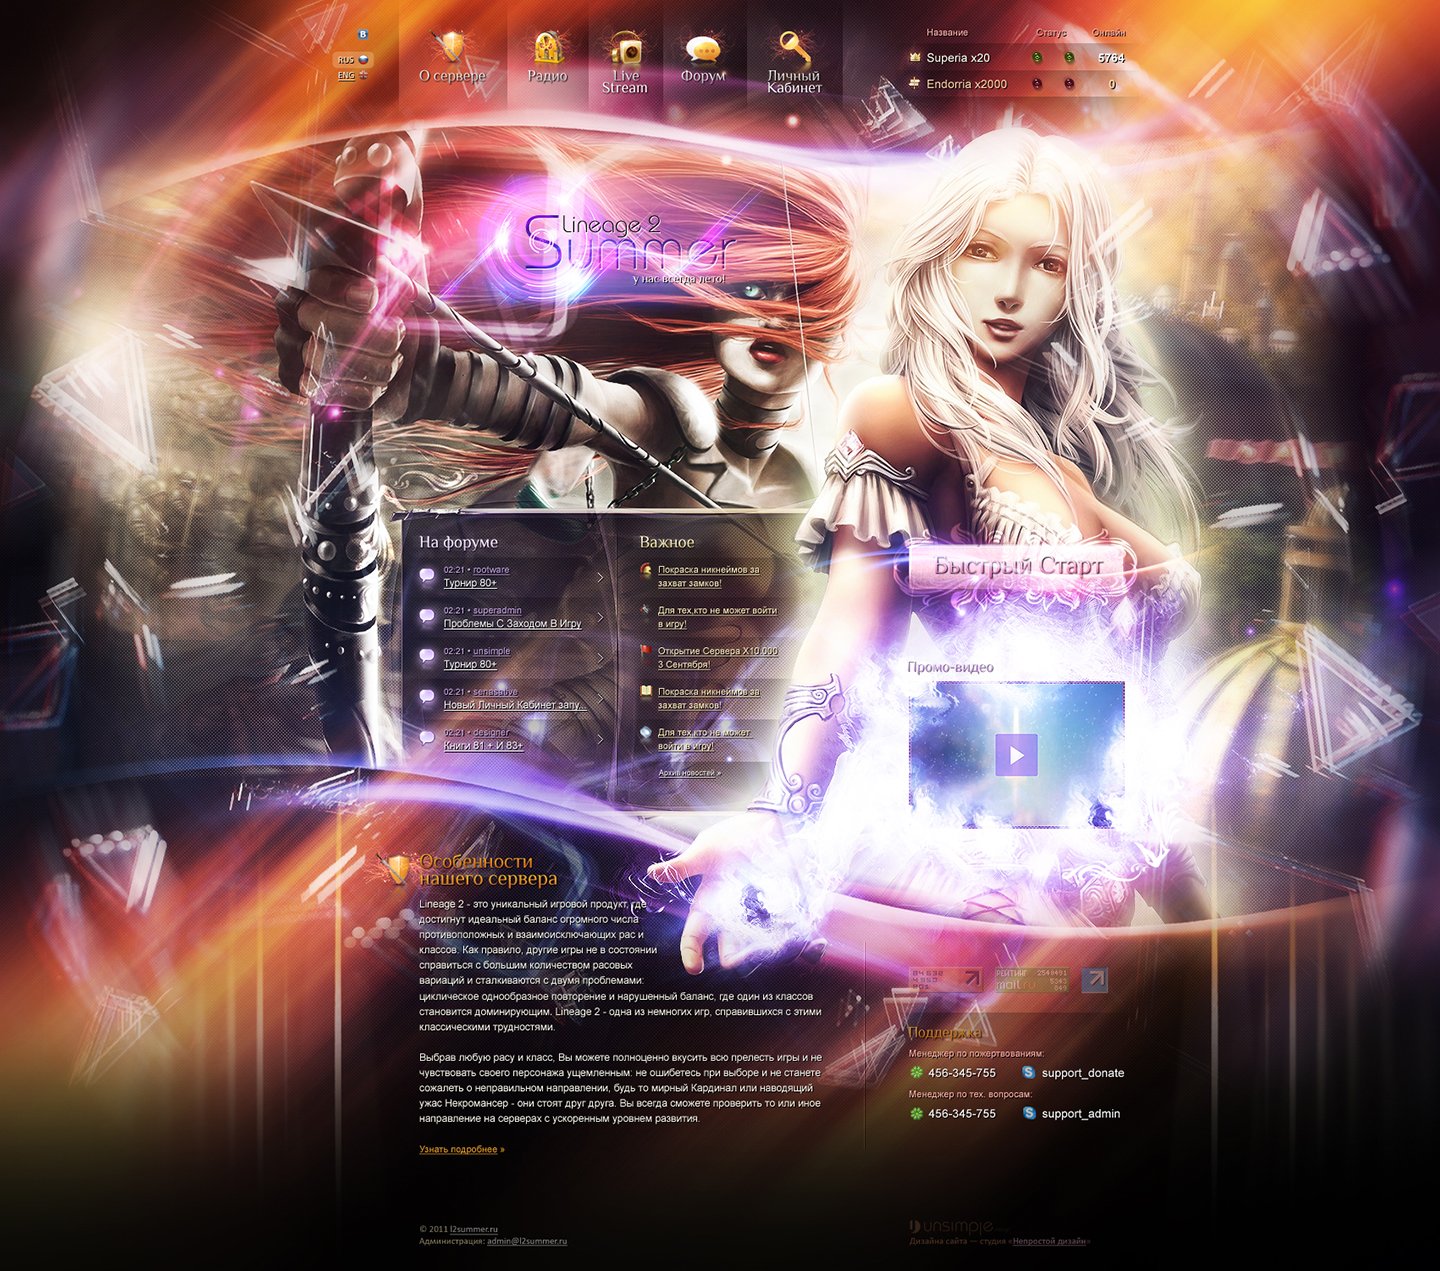 В
RUS
ENG
О сервере
Радио
Live
Stream
Форум
Личный
Кабинет
Название Статус Онлайн
Superia x20 5764
Endorria x2000 0
Lineage 2
Summer
у нас всегда лето!
На форуме
02:21 • rootware
Турнир 80+
02:21 • superadmin
Проблемы С Заходом В Игру
02:21 • unsimple
Турнир 80+
02:21 • sensative
Новый Личный Кабинет запу...
02:21 • designer
Книги 81 + И 83+
Важное
Покраска никнеймов за
захват замков!
Для тех,кто не может войти
в игру!
Открытие Сервера Х10.000
3 Сентября!
Покраска никнеймов за
захват замков!
Для тех,кто не может
войти в игру!
Архив новостей »
Быстрый Старт
Промо-видео
Особенности
нашего сервера
Lineage 2 - это уникальный игровой продукт, где
достигнут идеальный баланс огромного числа
противоположных и взаимоисключающих рас и
классов. Как правило, другие игры не в состоянии
справиться с большим количеством расовых
вариаций и сталкиваются с двумя проблемами:
циклическое однообразное повторение и нарушенный баланс, где один из классов
становится доминирующим. Lineage 2 - одна из немногих игр, справившихся с этими
классическими трудностями.
Выбрав любую расу и класс, Вы можете полноценно вкусить всю прелесть игры и не
чувствовать своего персонажа ущемленным: не ошибетесь при выборе и не станете
сожалеть о неправильном направлении, будь то мирный Кардинал или наводящий
ужас Некромансер - они стоят друг друга. Вы всегда сможете проверить то или иное
направление на серверах с ускоренным уровнем развития.
Узнать подробнее »
РЕЙТИНГ
mail.ru
Поддержка
Менеджер по пожертвованиям:
456-345-755 support_donate
Менеджер по тех. вопросам:
456-345-755 support_admin
© 2011 l2summer.ru
Администрация: admin@l2summer.ru
unsimple
Дизайна сайта — студия «Непростой дизайн»